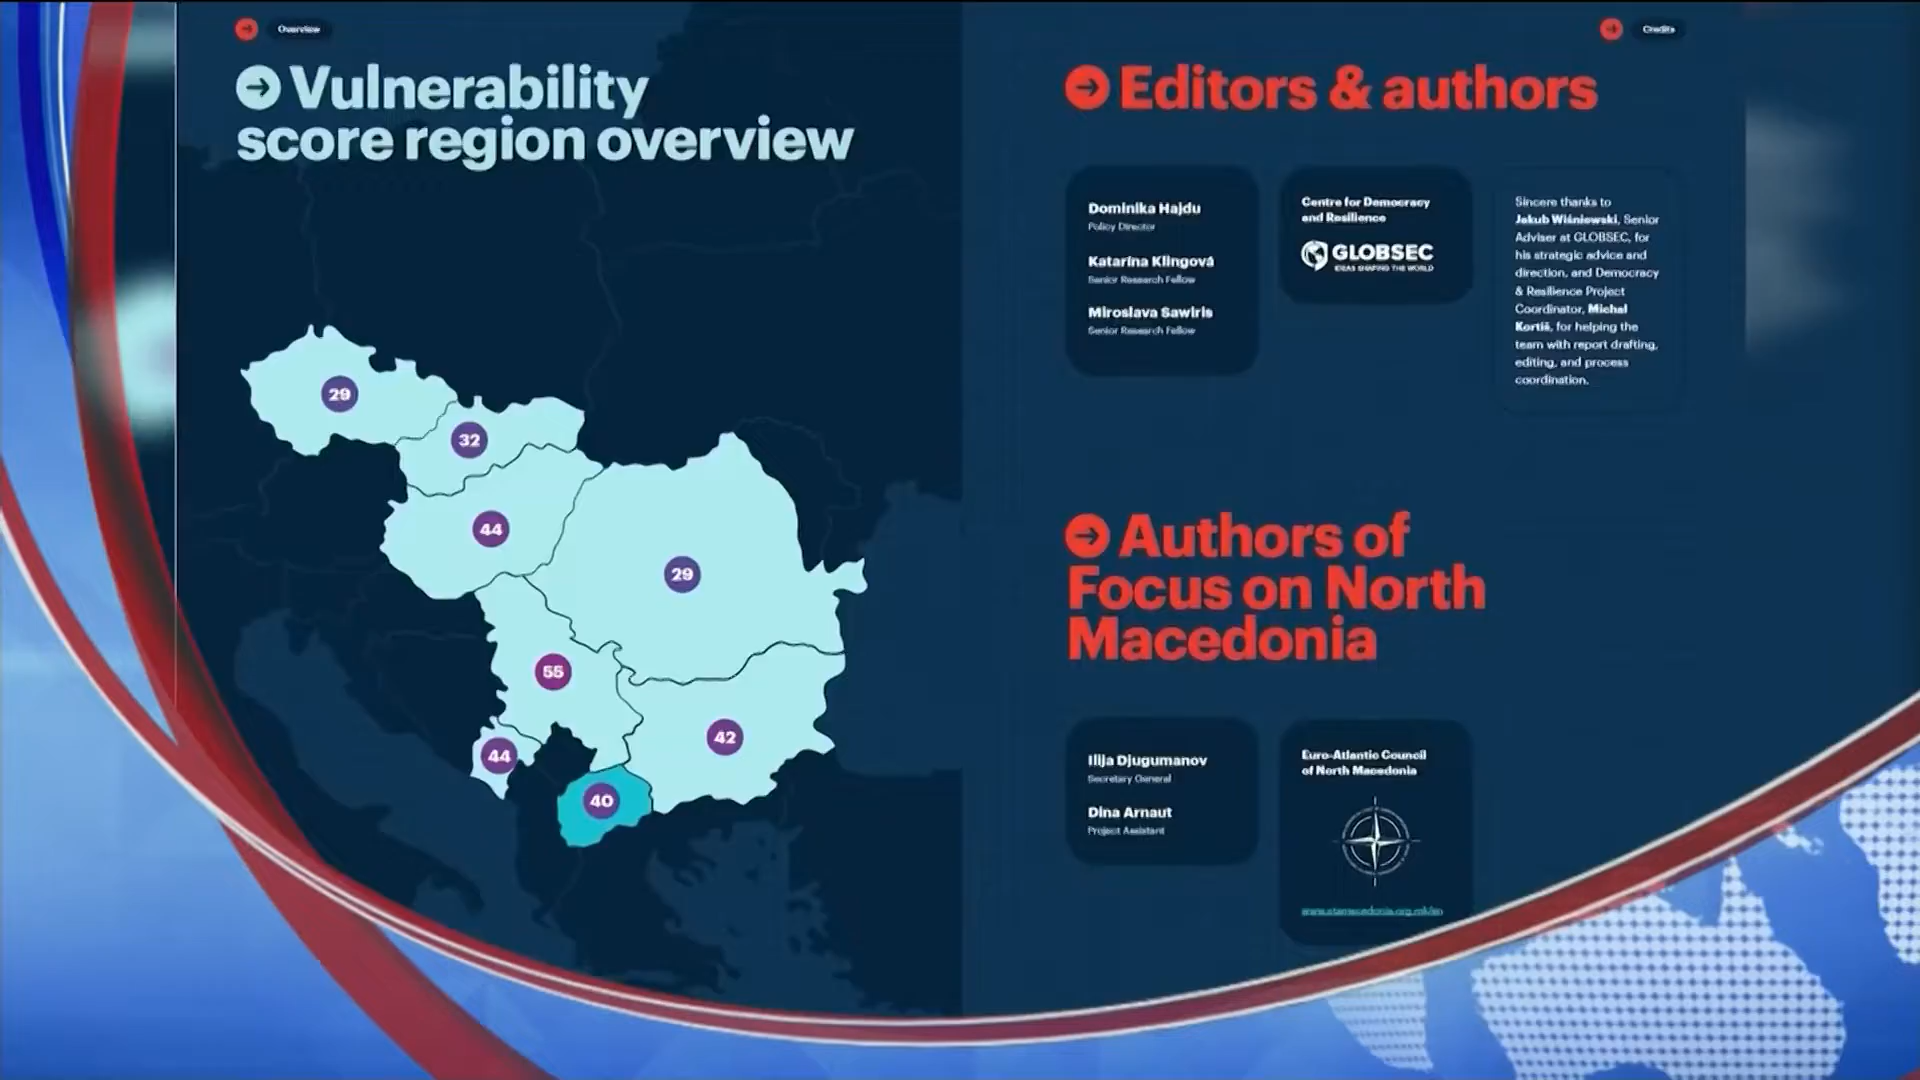 Overview
Vulnerability
score region overview
29
32
44
29
55
42
44
40
Credits
Editors & authors
Dominika Hajdu
Policy Director
Katarína Klingová
Senior Research Fellow
Miroslava Sawiris
Senior Research Fellow
Centre for Democracy
and Resilience
GLOBSEC
IDEAS SHAPING THE WORLD
Sincere thanks to
Jakub Wiśniewski, Senior
Adviser at GLOBSEC, for
his strategic advice and
direction, and Democracy
& Resilience Project
Coordinator, Michal
Kortiš, for helping the
team with report drafting,
editing, and process
coordination.
Authors of
Focus on North
Macedonia
Ilija Djugumanov
Secretary General
Dina Arnaut
Project Assistant
Euro-Atlantic Council
of North Macedonia